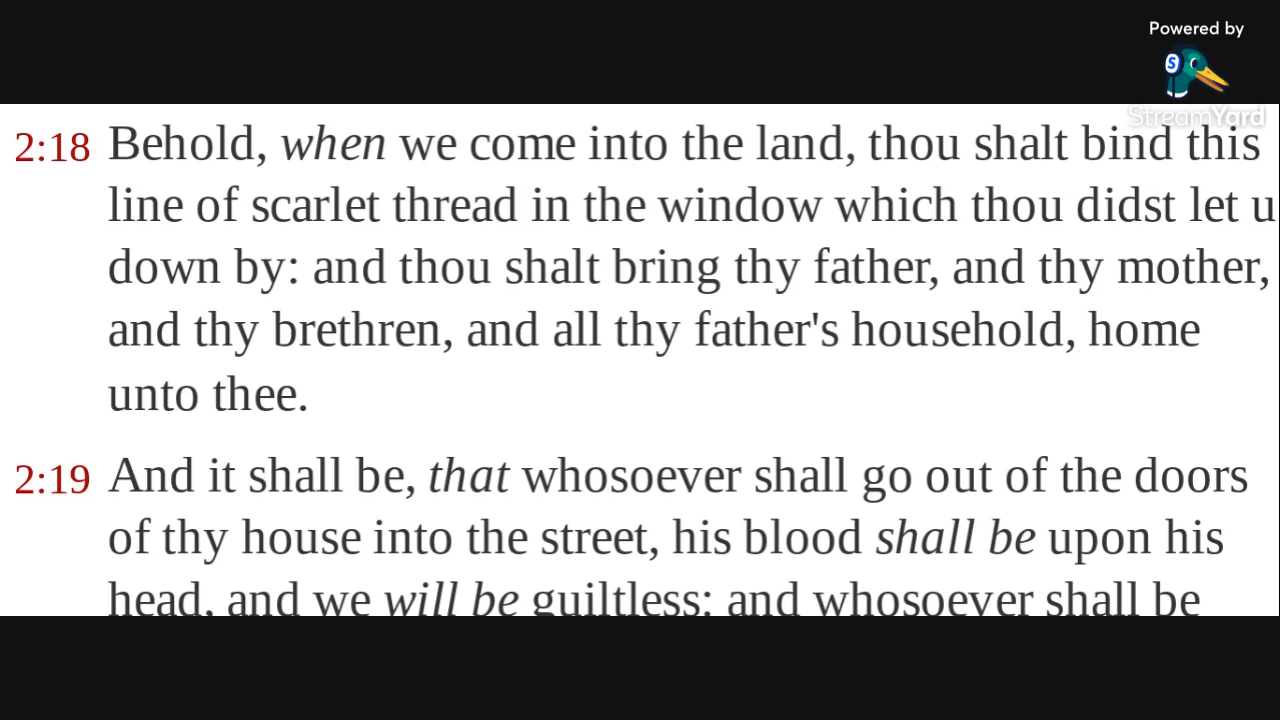 Powered by
S
StreamYard
2:18 Behold, when we come into the land, thou shalt bind this
line of scarlet thread in the window which thou didst let u
down by: and thou shalt bring thy father, and thy mother,
and thy brethren, and all thy father's household, home
unto thee.
2:19 And it shall be, that whosoever shall go out of the doors
of thy house into the street, his blood shall be upon his
head, and we will be guiltless: and whosoever shall be